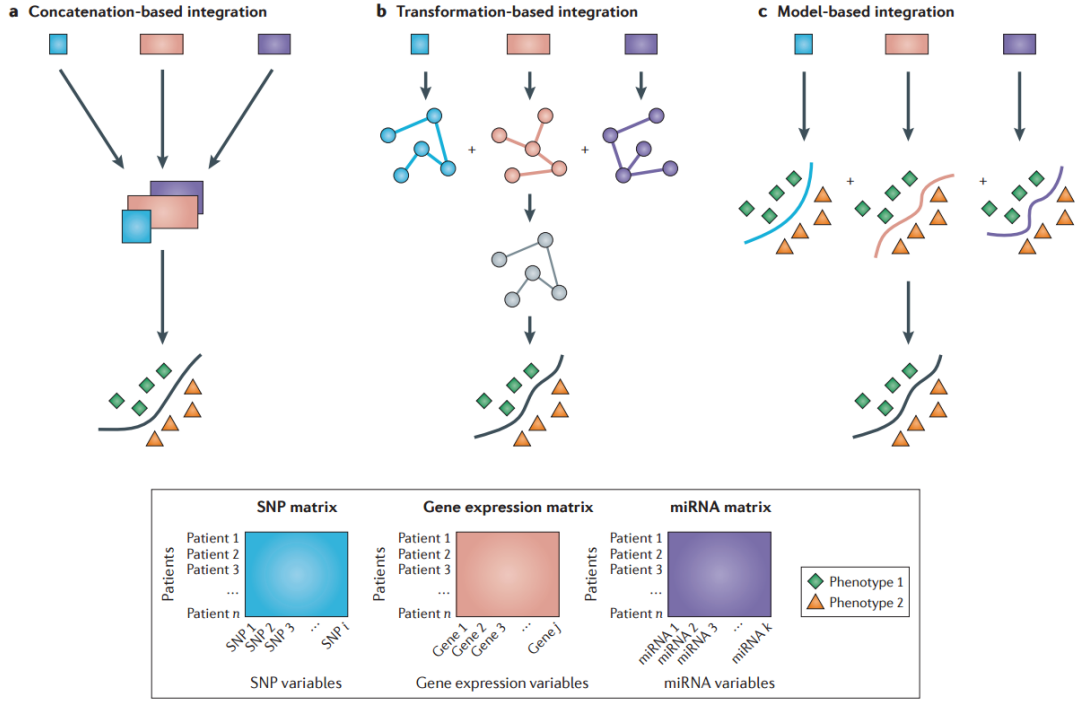 a Concatenation-based integration
b Transformation-based integration
c Model-based integration
+
+
+
+
SNP matrix
Patients
Patient 1
Patient 2
Patient 3
...
Patient n
SNP 1
SNP 2
SNP 3
...
SNP i
SNP variables
Gene expression matrix
Patients
Patient 1
Patient 2
Patient 3
...
Patient n
Gene 1
Gene 2
Gene 3
...
Gene j
Gene expression variables
miRNA matrix
Patients
Patient 1
Patient 2
Patient 3
...
Patient n
miRNA 1
miRNA 2
miRNA 3
...
miRNA k
miRNA variables
Phenotype 1
Phenotype 2